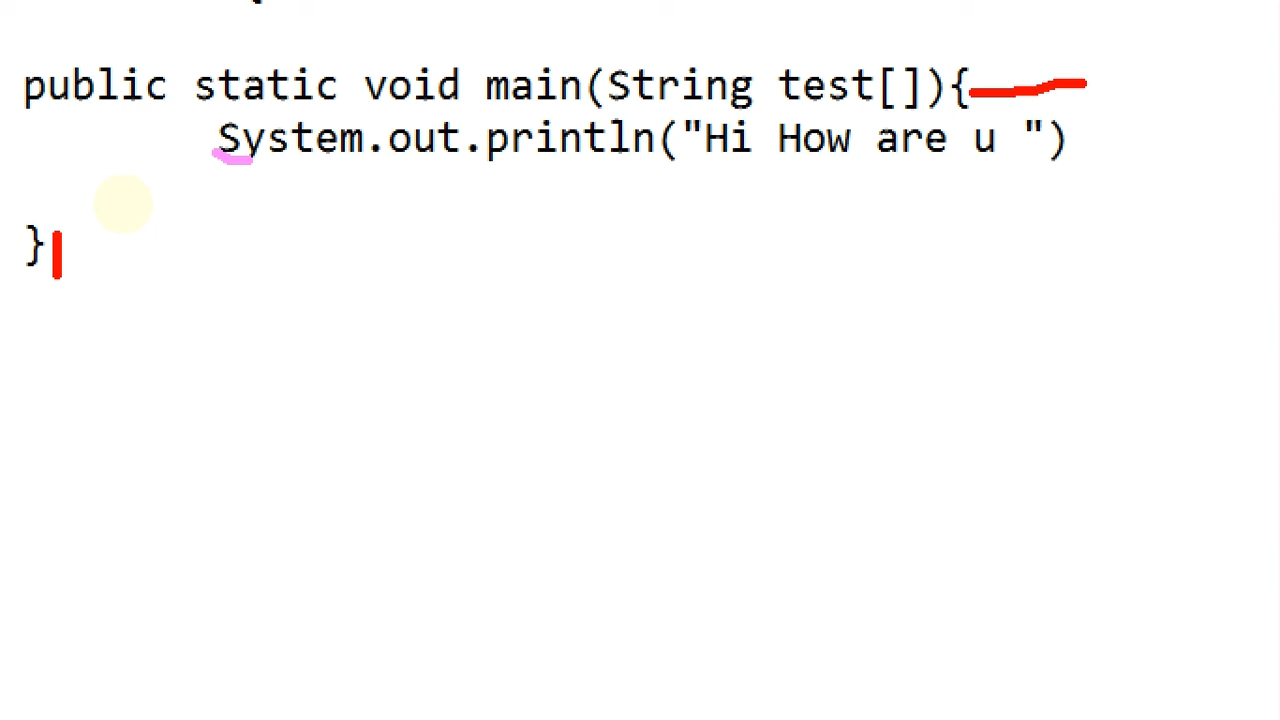 public static void main(String test[]){
System.out.println("Hi How are u ")
}